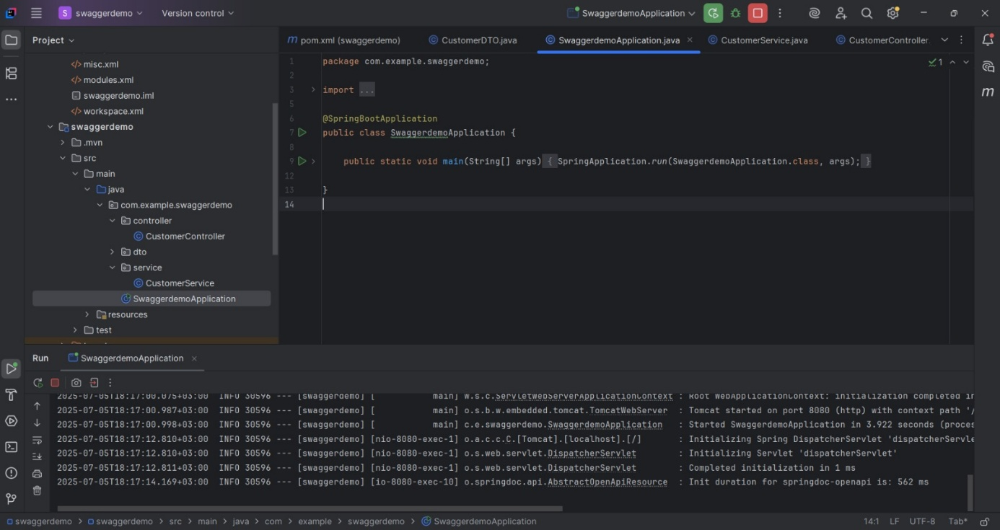 S swaggerdemo Version control SwaggerdemoApplication
Project
misc.xml
modules.xml
swaggerdemo.iml
workspace.xml
swaggerdemo
.mvn
src
main
java
com.example.swaggerdemo
controller
CustomerController
dto
service
CustomerService
SwaggerdemoApplication
resources
test
m pom.xml (swaggerdemo) CustomerDTO.java SwaggerdemoApplication.java CustomerService.java CustomerController
1 package com.example.swaggerdemo;
2
3 import ...
5
6 @SpringBootApplication
7 public class SwaggerdemoApplication {
8
9 public static void main(String[] args) { SpringApplication.run(SwaggerdemoApplication.class, args); }
12
13 }
14
1
m
Run SwaggerdemoApplication
2025-07-05T18:17:00.075+03:00 INFO 30596 --- [swaggerdemo] [ main] w.s.c.ServletWebServerApplicationContext : Root WebApplicationContext: initialization completed in
2025-07-05T18:17:00.987+03:00 INFO 30596 --- [swaggerdemo] [ main] o.s.b.w.embedded.tomcat.TomcatWebServer : Tomcat started on port 8080 (http) with context path '/
2025-07-05T18:17:00.998+03:00 INFO 30596 --- [swaggerdemo] [ main] c.e.swaggerdemo.SwaggerdemoApplication : Started SwaggerdemoApplication in 3.922 seconds (proces
2025-07-05T18:17:12.810+03:00 INFO 30596 --- [swaggerdemo] [nio-8080-exec-1] o.a.c.c.C.[Tomcat].[localhost].[/] : Initializing Spring DispatcherServlet 'dispatcherServle
2025-07-05T18:17:12.810+03:00 INFO 30596 --- [swaggerdemo] [nio-8080-exec-1] o.s.web.servlet.DispatcherServlet : Initializing Servlet 'dispatcherServlet'
2025-07-05T18:17:12.811+03:00 INFO 30596 --- [swaggerdemo] [nio-8080-exec-1] o.s.web.servlet.DispatcherServlet : Completed initialization in 1 ms
2025-07-05T18:17:14.169+03:00 INFO 30596 --- [swaggerdemo] [io-8080-exec-10] o.springdoc.api.AbstractOpenApiResource : Init duration for springdoc-openapi is: 562 ms
swaggerdemo > swaggerdemo > src > main > java > com > example > swaggerdemo > SwaggerdemoApplication 14:1 LF UTF-8 Tab*